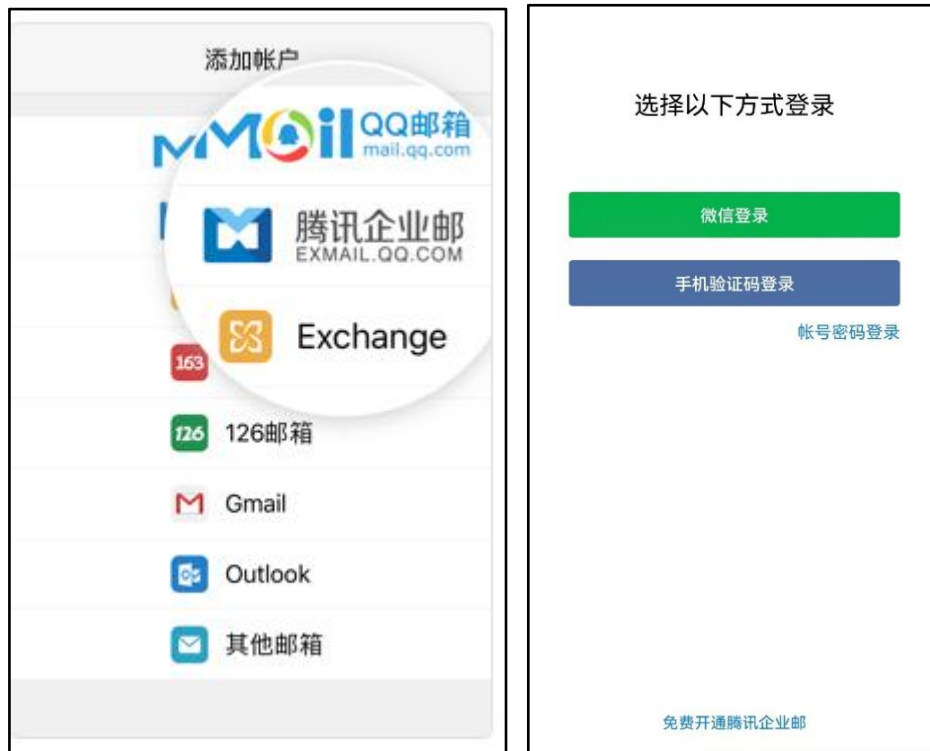 添加帐户
Mail QQ邮箱
mail.qq.com
腾讯企业邮
EXMAIL.QQ.COM
Exchange
163
126 126邮箱
Gmail
Outlook
其他邮箱
选择以下方式登录
微信登录
手机验证码登录
帐号密码登录
免费开通腾讯企业邮